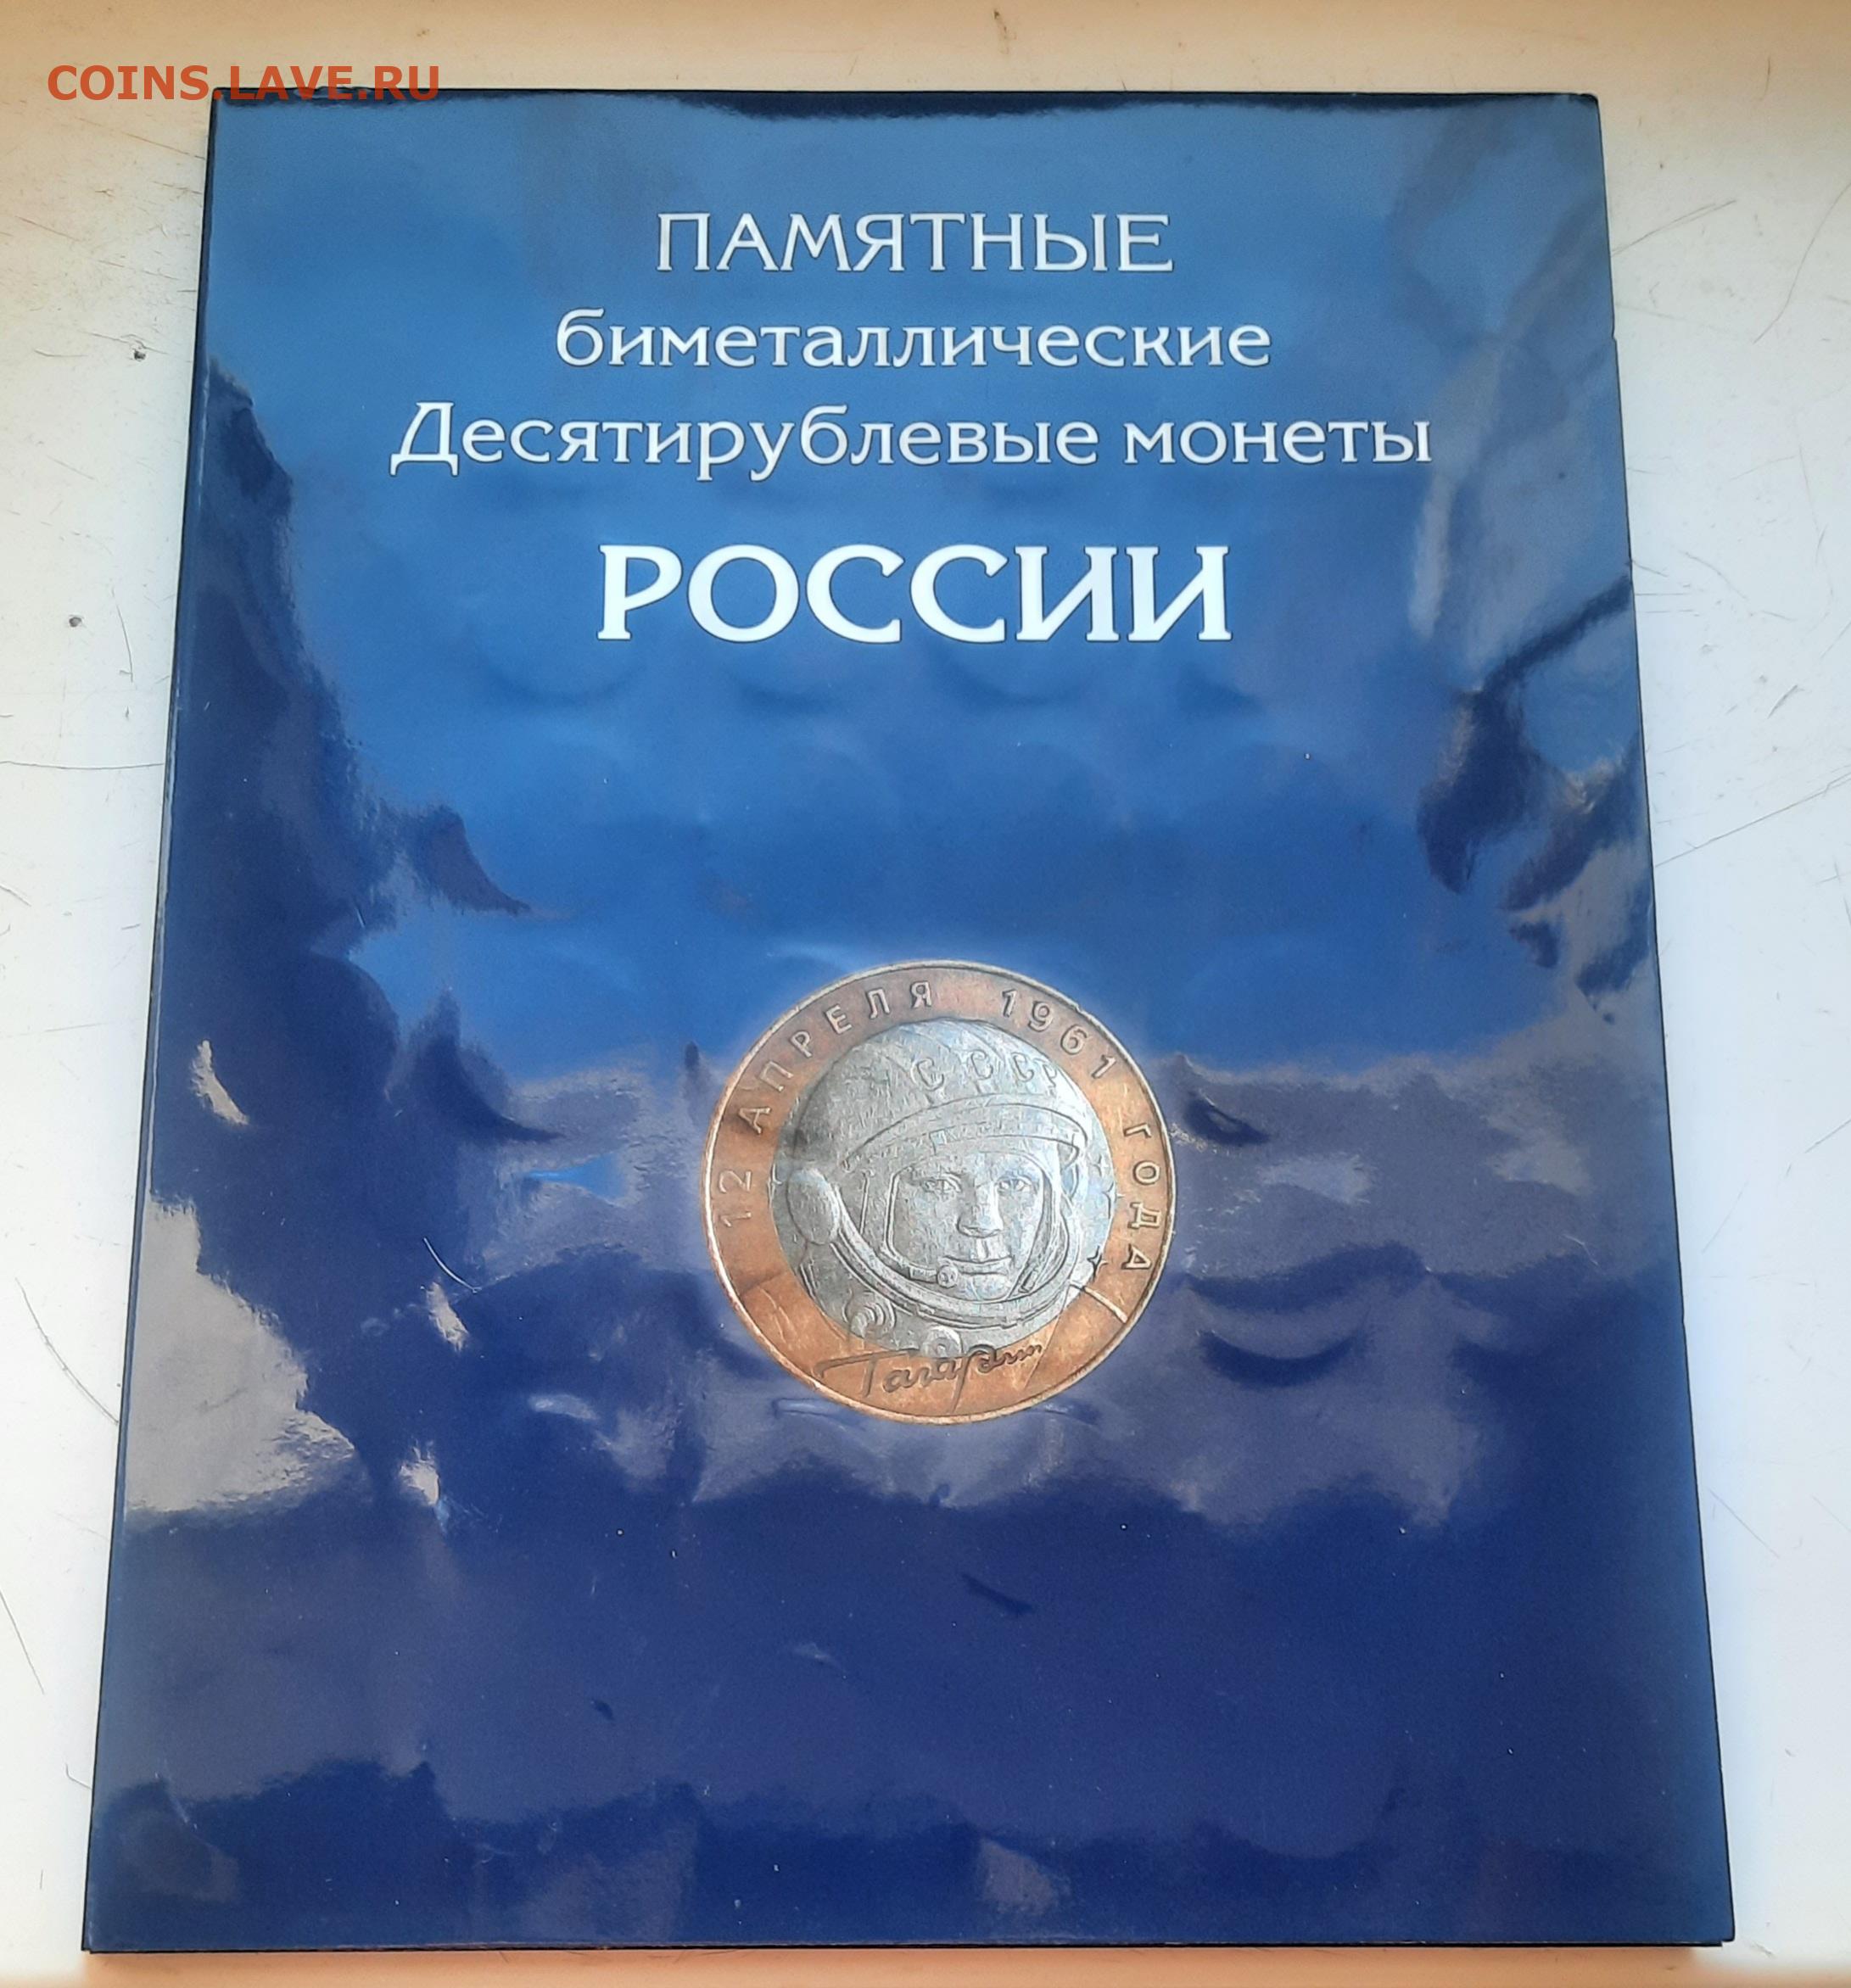 COINS.LAVE.RU
ПАМЯТНЫЕ
биметаллические
Десятирублевые монеты
РОССИИ
12 АПРЕЛЯ 1961 ГОДА
СССР
Гагарин